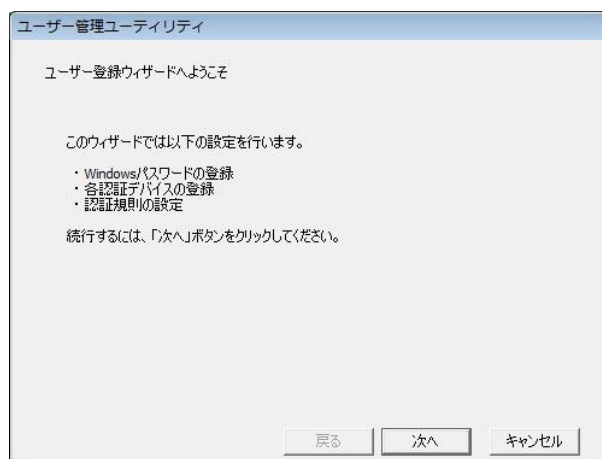 ユーザー管理ユーティリティ
ユーザー登録ウィザードへようこそ
このウィザードでは以下の設定を行います。
・Windowsパスワードの登録
・各認証デバイスの登録
・認証規則の設定
続行するには、「次へ」ボタンをクリックしてください。
戻る 次へ キャンセル